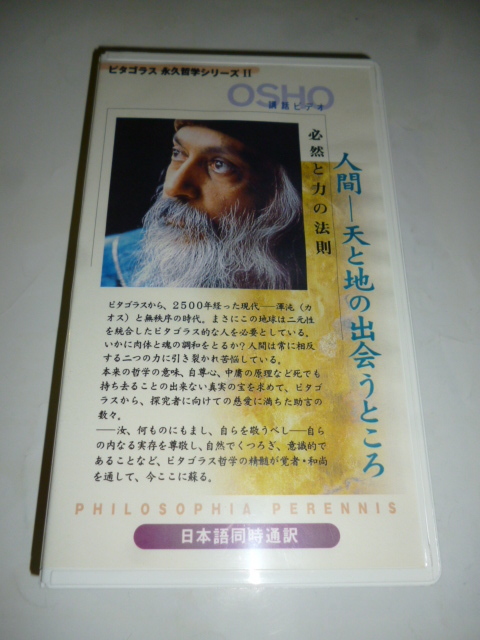 ピタゴラス 永久哲学シリーズ 11
OSHO
講話ビデオ
人間―天と地の出会うところ
必然と力の法則
ピタゴラスから、2500年経った現代――渾沌（カ
オス）と無秩序の時代。まさにこの地球は二元性
を統合したピタゴラス的な人を必要としている。
いかに肉体と魂の調和をとるか？人間は常に相反
する二つの力に引き裂かれ苦悩している。
本来の哲学の意味、自尊心、中庸の原理など死でも
持ち去ることの出来ない真実の宝を求めて、ピタゴ
ラスから、探究者に向けての慈愛に満ちた助言の
数々。
――汝、何ものにもまし、自らを敬うべし――自ら
の内なる実存を尊敬し、自然でくつろぎ、意識的で
あることなど、ピタゴラス哲学の精髄が覚者・和尚
を通して、今ここに蘇る。
PHILOSOPHIA PERENNIS
日本語同時通訳